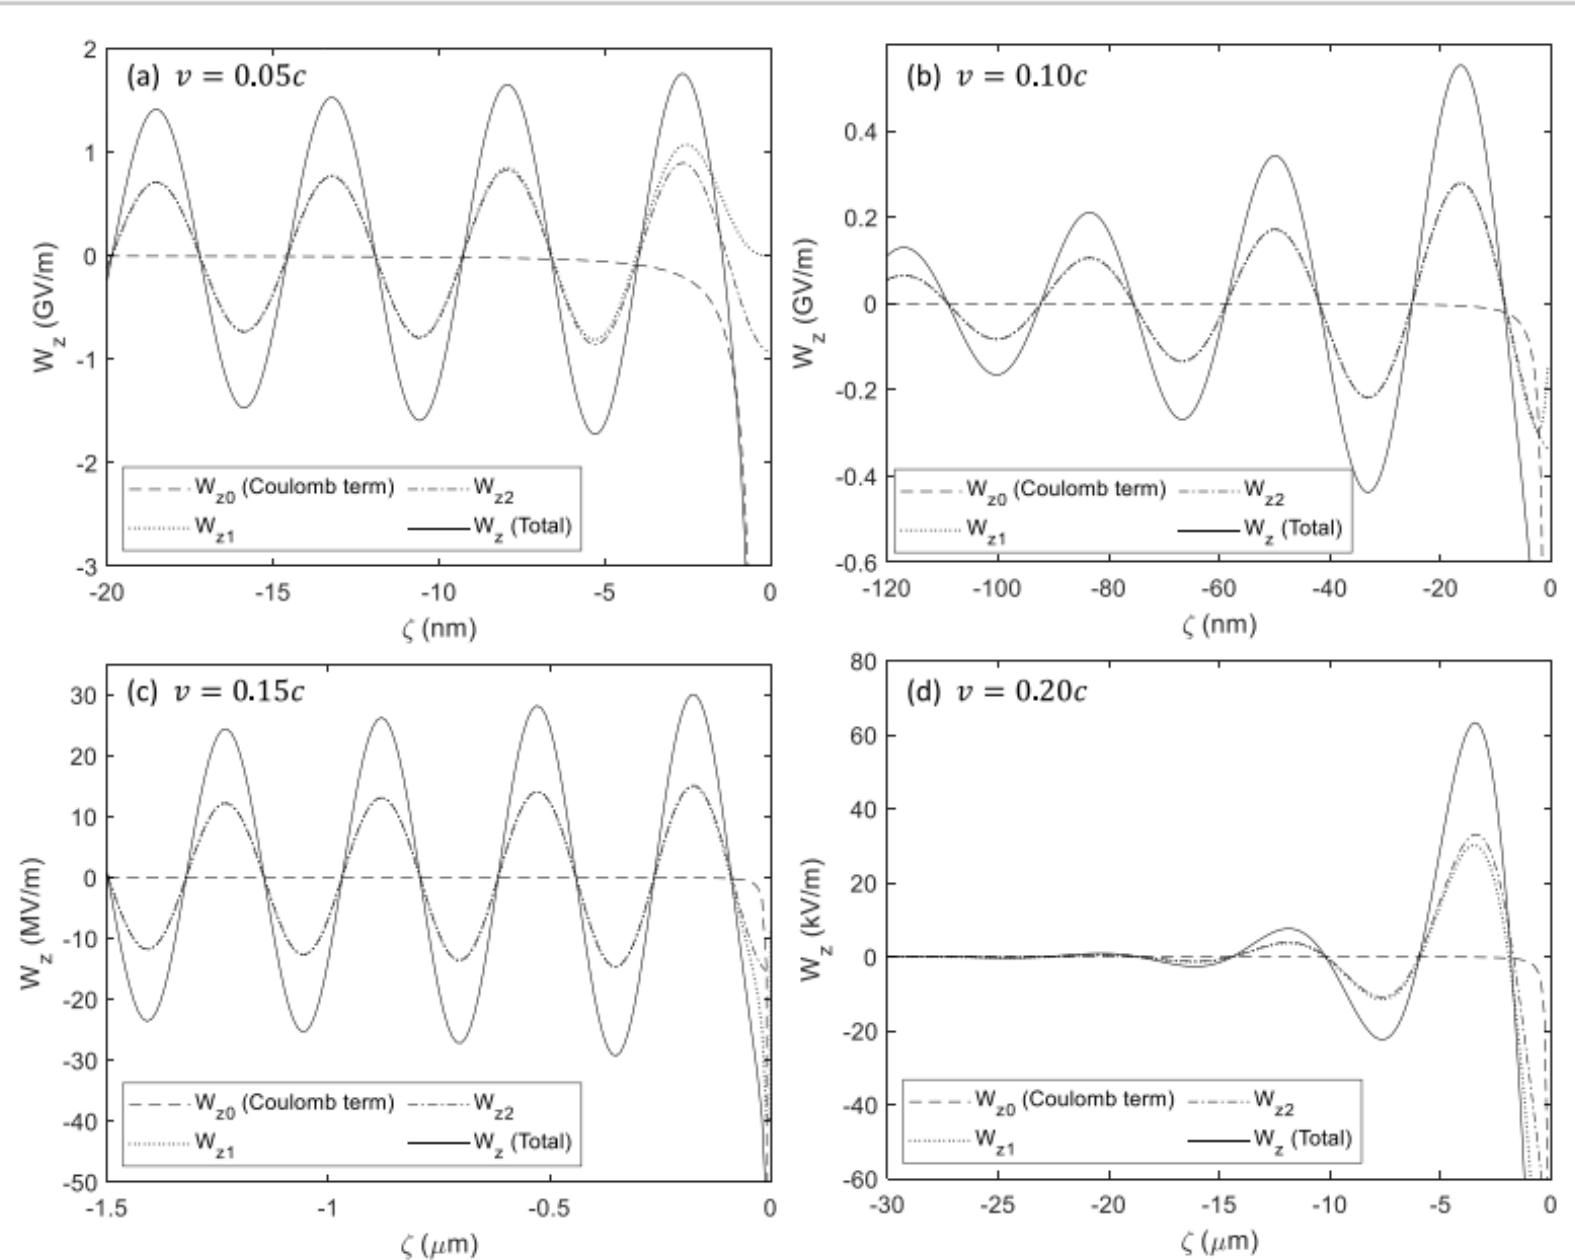 (a) v = 0.05c
2
1
0
-1
-2
-3
W_z (GV/m)
W_z0 (Coulomb term)
W_z2
W_z1
W_z (Total)
-20
-15
-10
-5
0
ζ (nm)
(b) v = 0.10c
0.4
0.2
0
-0.2
-0.4
-0.6
W_z (GV/m)
W_z0 (Coulomb term)
W_z2
W_z1
W_z (Total)
-120
-100
-80
-60
-40
-20
0
ζ (nm)
(c) v = 0.15c
30
20
10
0
-10
-20
-30
-40
-50
W_z (MV/m)
W_z0 (Coulomb term)
W_z2
W_z1
W_z (Total)
-1.5
-1
-0.5
0
ζ (μm)
(d) v = 0.20c
80
60
40
20
0
-20
-40
-60
W_z (kV/m)
W_z0 (Coulomb term)
W_z2
W_z1
W_z (Total)
-30
-25
-20
-15
-10
-5
0
ζ (μm)